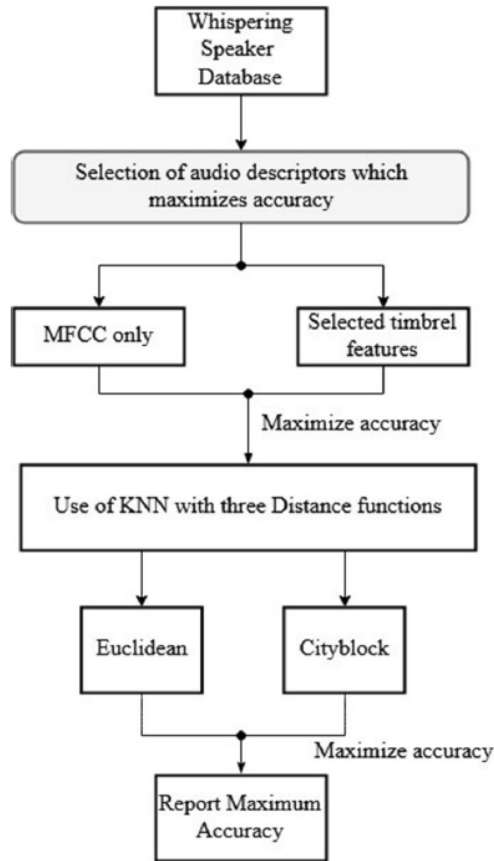 Whispering
Speaker
Database
Selection of audio descriptors which
maximizes accuracy
MFCC only
Selected timbrel
features
Maximize accuracy
Use of KNN with three Distance functions
Euclidean
Cityblock
Maximize accuracy
Report Maximum
Accuracy